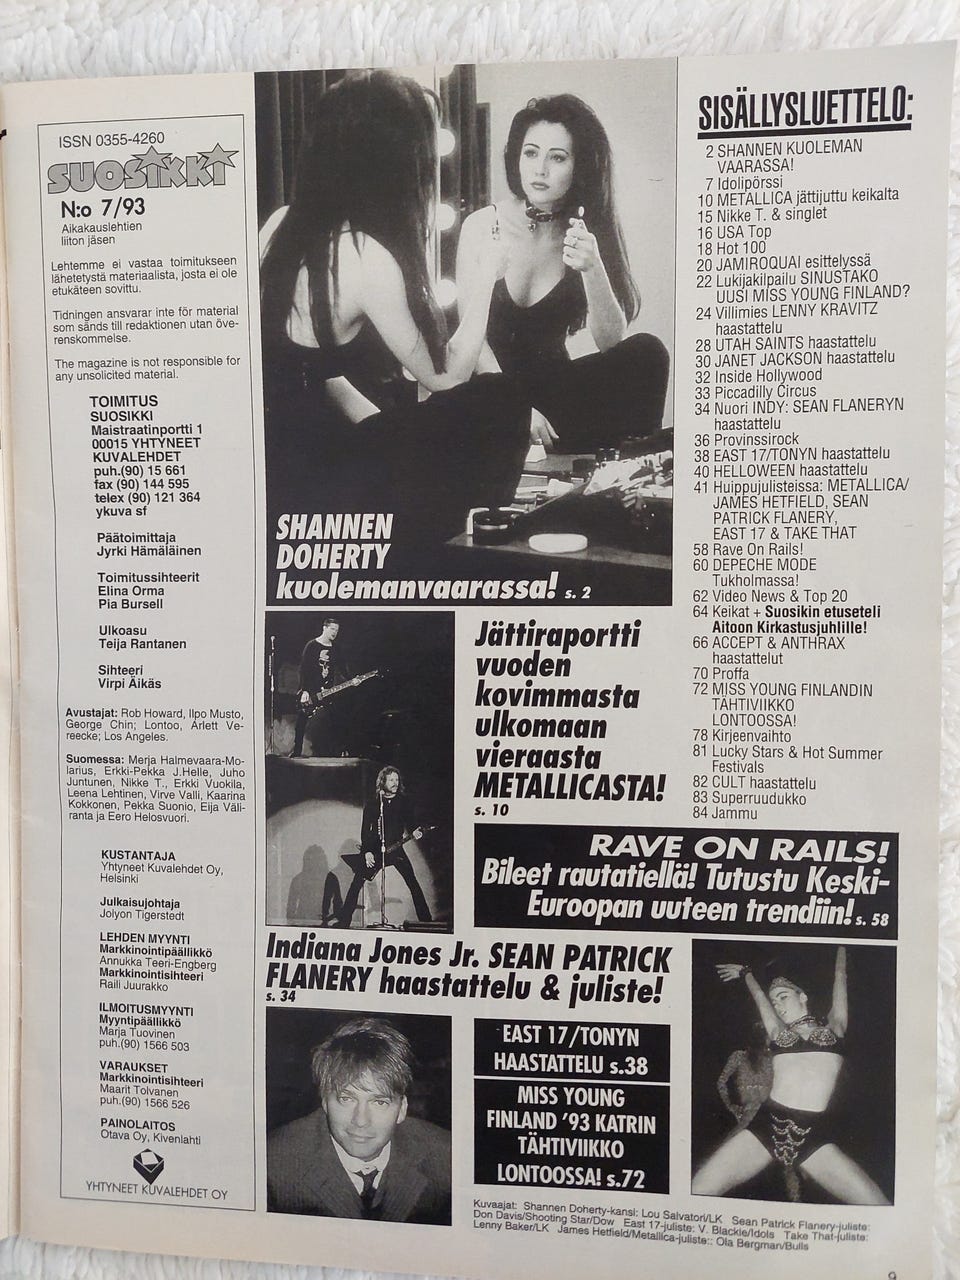 ISSN 0355-4260
SUOSIKKI
N:o 7/93
Aikakauslehtien
liiton jäsen
Lehtemme ei vastaa toimitukseen
lähetetystä materiaalista, josta ei ole
etukäteen sovittu.
Tidningen ansvarar inte för material
som sänds till redaktionen utan öve-
renskommelse.
The magazine is not responsible for
any unsolicited material.
TOIMITUS
SUOSIKKI
Maistraatinportti 1
00015 YHTYNEET
KUVALEHDET
puh.(90) 15 661
fax (90) 144 595
telex (90) 121 364
ykuva sf
Päätoimittaja
Jyrki Hämäläinen
Toimitussihteerit
Elina Orma
Pia Bursell
Ulkoasu
Teija Rantanen
Sihteeri
Virpi Äikäs
Avustajat: Rob Howard, Ilpo Musto,
George Chin; Lontoo, Arlett Ve-
reecke; Los Angeles.
Suomessa: Merja Halmevaara-Mo-
larius, Erkki-Pekka J.Helle, Juho
Juntunen, Nikke T., Erkki Vuokila,
Leena Lehtinen, Virve Valli, Kaarina
Kokkonen, Pekka Suonio, Eija Väli-
ranta ja Eero Helosvuori.
KUSTANTAJA
Yhtyneet Kuvalehdet Oy,
Helsinki
Julkaisujohtaja
Jolyon Tigerstedt
LEHDEN MYYNTI
Markkinointipäällikkö
Annukka Teeri-Engberg
Markkinointisihteeri
Raili Juurakko
ILMOITUSMYYNTI
Myyntipäällikkö
Marja Tuovinen
puh.(90) 1566 503
VARAUKSET
Markkinointisihteeri
Maarit Tolvanen
puh.(90) 1566 526
PAINOLAITOS
Otava Oy, Kivenlahti
YHTYNEET KUVALEHDET OY
SHANNEN
DOHERTY
kuolemanvaarassa! s. 2
Jättiraportti
vuoden
kovimmasta
ulkomaan
vieraasta
METALLICASTA!
s. 10
RAVE ON RAILS!
Bileet rautatiellä! Tutustu Keski-
Euroopan uuteen trendiin! s. 58
Indiana Jones Jr. SEAN PATRICK
FLANERY haastattelu & juliste!
s. 34
EAST 17/TONYN
HAASTATTELU s.38
MISS YOUNG
FINLAND '93 KATRIN
TÄHTIVIIKKO
LONTOOSSA! s.72
SISÄLLYSLUETTELO:
2 SHANNEN KUOLEMAN
VAARASSA!
7 Idolipörssi
10 METALLICA jättijuttu keikalta
15 Nikke T. & singlet
16 USA Top
18 Hot 100
20 JAMIROQUAI esittelyssä
22 Lukijakilpailu SINUSTAKO
UUSI MISS YOUNG FINLAND?
24 Villimies LENNY KRAVITZ
haastattelu
28 UTAH SAINTS haastattelu
30 JANET JACKSON haastattelu
32 Inside Hollywood
33 Piccadilly Circus
34 Nuori INDY: SEAN FLANERYN
haastattelu
36 Provinssirock
38 EAST 17/TONYN haastattelu
40 HELLOWEEN haastattelu
41 Huippujulisteissa: METALLICA/
JAMES HETFIELD, SEAN
PATRICK FLANERY,
EAST 17 & TAKE THAT
58 Rave On Rails!
60 DEPECHE MODE
Tukholmassa!
62 Video News & Top 20
64 Keikat + Suosikin etuseteli
Aitoon Kirkastusjuhlille!
66 ACCEPT & ANTHRAX
haastattelut
70 Proffa
72 MISS YOUNG FINLANDIN
TÄHTIVIIKKO
LONTOOSSA!
78 Kirjeenvaihto
81 Lucky Stars & Hot Summer
Festivals
82 CULT haastattelu
83 Superruudukko
84 Jammu
Kuvaajat: Shannen Doherty-kansi: Lou Salvatori/LK Sean Patrick Flanery-juliste:
Don Davis/Shooting Star/Dow East 17-juliste: V. Blackie/Idols Take That-juliste:
Lenny Baker/LK James Hetfield/Metallica-juliste:: Ola Bergman/Bulls